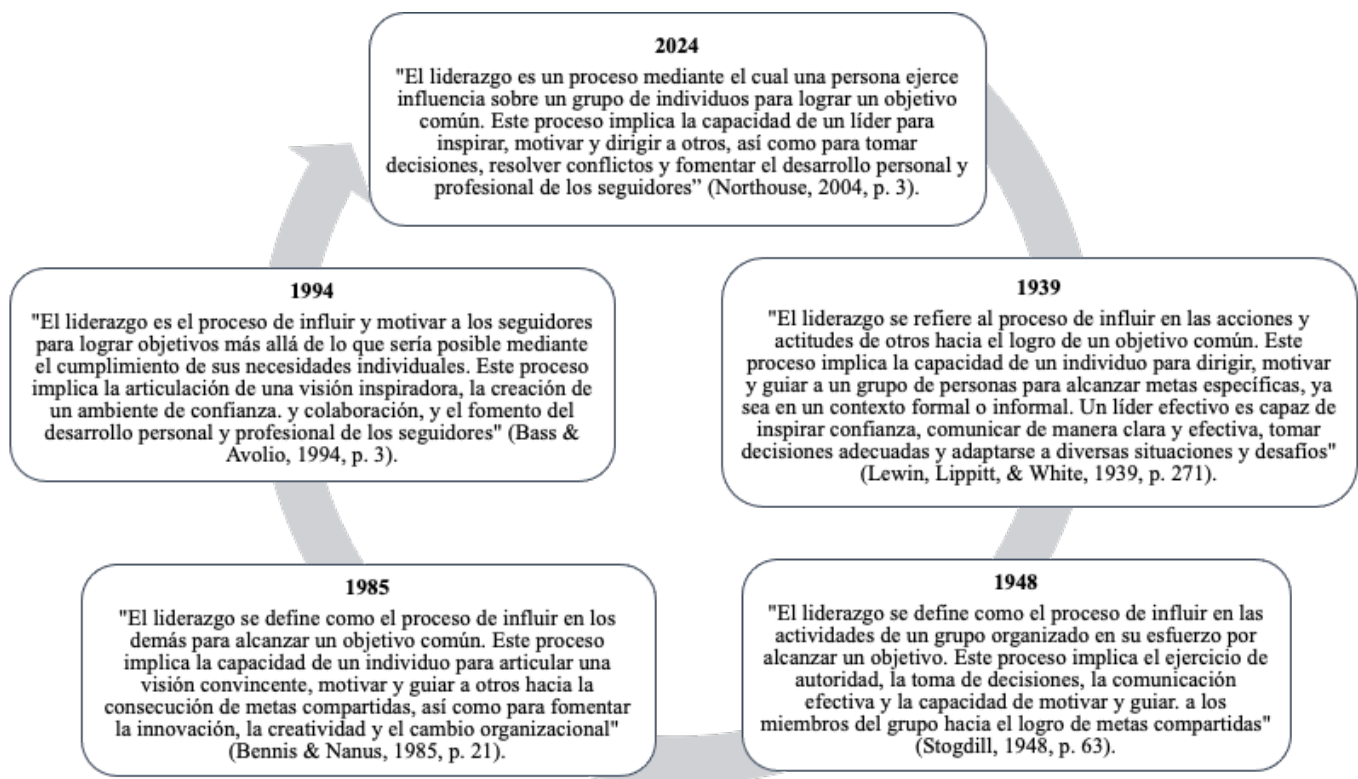 2024
"El liderazgo es un proceso mediante el cual una persona ejerce
influencia sobre un grupo de individuos para lograr un objetivo
común. Este proceso implica la capacidad de un líder para
inspirar, motivar y dirigir a otros, así como para tomar
decisiones, resolver conflictos y fomentar el desarrollo personal y
profesional de los seguidores” (Northouse, 2004, p. 3).
1939
"El liderazgo se refiere al proceso de influir en las acciones y
actitudes de otros hacia el logro de un objetivo común. Este
proceso implica la capacidad de un individuo para dirigir, motivar
y guiar a un grupo de personas para alcanzar metas específicas, ya
sea en un contexto formal o informal. Un líder efectivo es capaz de
inspirar confianza, comunicar de manera clara y efectiva, tomar
decisiones adecuadas y adaptarse a diversas situaciones y desafíos"
(Lewin, Lippitt, & White, 1939, p. 271).
1948
"El liderazgo se define como el proceso de influir en las
actividades de un grupo organizado en su esfuerzo por
alcanzar un objetivo. Este proceso implica el ejercicio de
autoridad, la toma de decisiones, la comunicación
efectiva y la capacidad de motivar y guiar. a los
miembros del grupo hacia el logro de metas compartidas"
(Stogdill, 1948, p. 63).
1985
"El liderazgo se define como el proceso de influir en los
demás para alcanzar un objetivo común. Este proceso
implica la capacidad de un individuo para articular una
visión convincente, motivar y guiar a otros hacia la
consecución de metas compartidas, así como para fomentar
la innovación, la creatividad y el cambio organizacional"
(Bennis & Nanus, 1985, p. 21).
1994
"El liderazgo es el proceso de influir y motivar a los seguidores
para lograr objetivos más allá de lo que sería posible mediante
el cumplimiento de sus necesidades individuales. Este proceso
implica la articulación de una visión inspiradora, la creación de
un ambiente de confianza. y colaboración, y el fomento del
desarrollo personal y profesional de los seguidores" (Bass &
Avolio, 1994, p. 3).